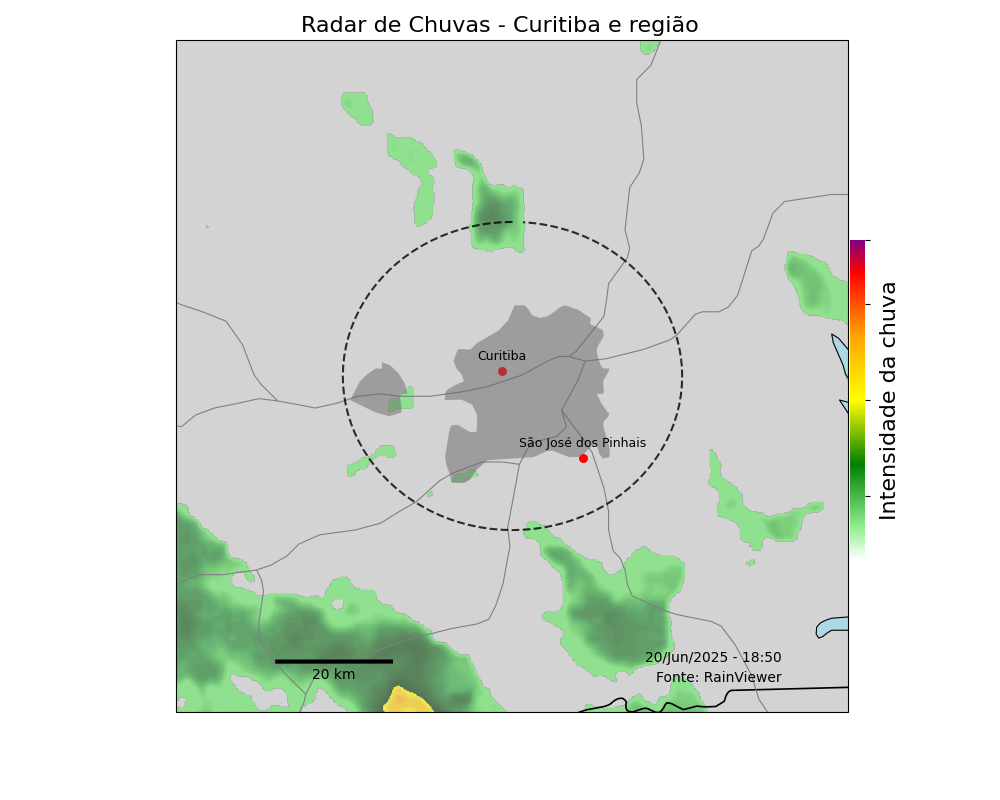 Radar de Chuvas - Curitiba e região
Curitiba
São José dos Pinhais
Intensidade da chuva
20/Jun/2025 - 18:50
Fonte: RainViewer
20 km